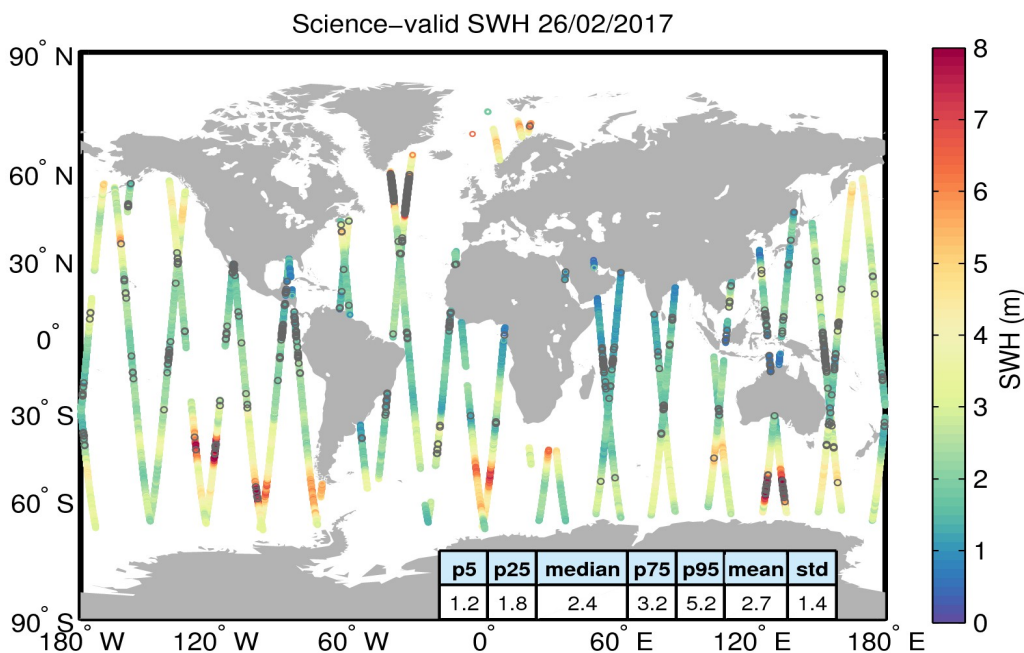 Science−valid SWH 26/02/2017
90° N
60° N
30° N
0°
30° S
60° S
90° S
180° W 120° W 60° W 0° 60° E 120° E 180° E
p5 p25 median p75 p95 mean std
1.2 1.8 2.4 3.2 5.2 2.7 1.4
8
7
6
5
4
3
2
1
0
SWH (m)